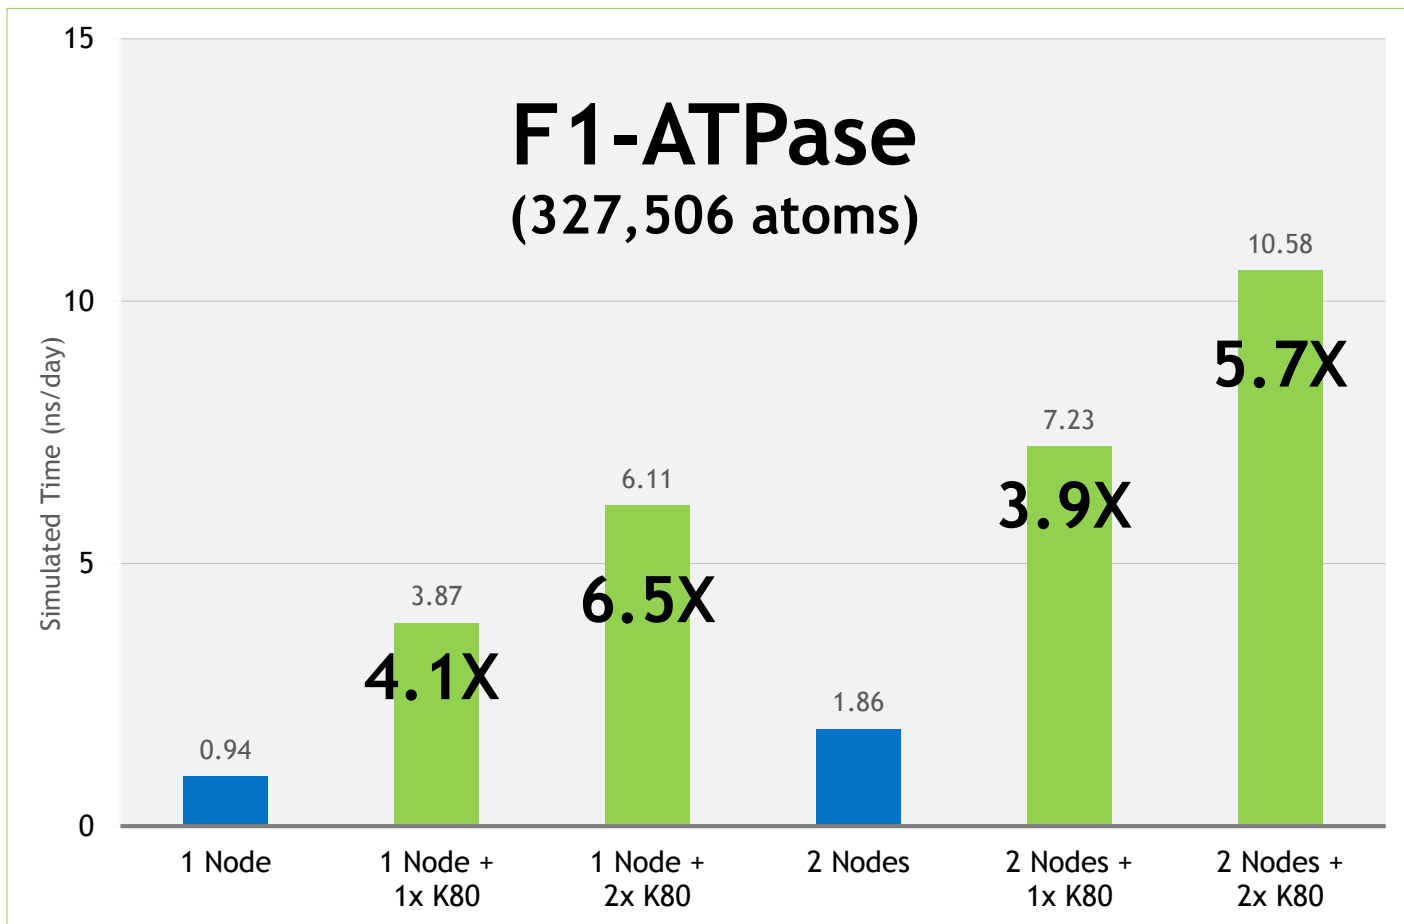 F1-ATPase
(327,506 atoms)
Simulated Time (ns/day)
15
10
5
0
0.94
3.87
4.1X
6.11
6.5X
1.86
7.23
3.9X
10.58
5.7X
1 Node
1 Node +
1x K80
1 Node +
2x K80
2 Nodes
2 Nodes +
1x K80
2 Nodes +
2x K80